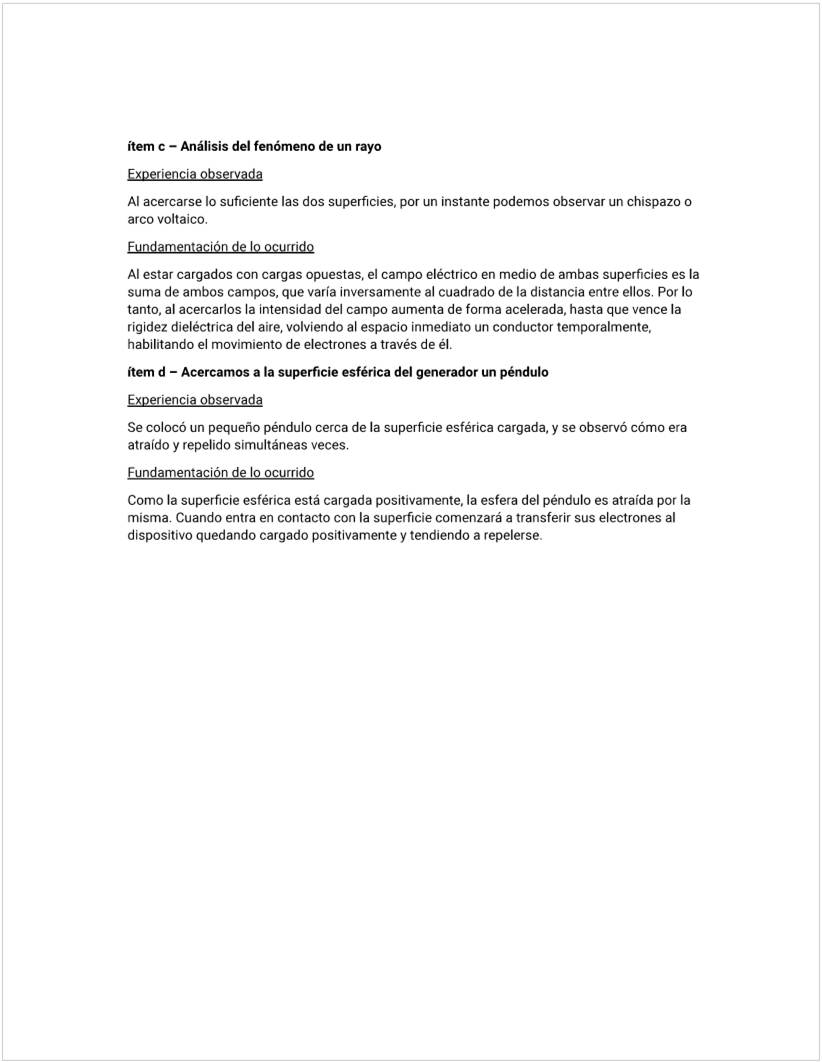 ítem c – Análisis del fenómeno de un rayo
Experiencia observada
Al acercarse lo suficiente las dos superficies, por un instante podemos observar un chispazo o
arco voltaico.
Fundamentación de lo ocurrido
Al estar cargados con cargas opuestas, el campo eléctrico en medio de ambas superficies es la
suma de ambos campos, que varía inversamente al cuadrado de la distancia entre ellos. Por lo
tanto, al acercarlos la intensidad del campo aumenta de forma acelerada, hasta que vence la
rigidez dieléctrica del aire, volviendo al espacio inmediato un conductor temporalmente,
habilitando el movimiento de electrones a través de él.
ítem d – Acercamos a la superficie esférica del generador un péndulo
Experiencia observada
Se colocó un pequeño péndulo cerca de la superficie esférica cargada, y se observó cómo era
atraído y repelido simultáneas veces.
Fundamentación de lo ocurrido
Como la superficie esférica está cargada positivamente, la esfera del péndulo es atraída por la
misma. Cuando entra en contacto con la superficie comenzará a transferir sus electrones al
dispositivo quedando cargado positivamente y tendiendo a repelerse.